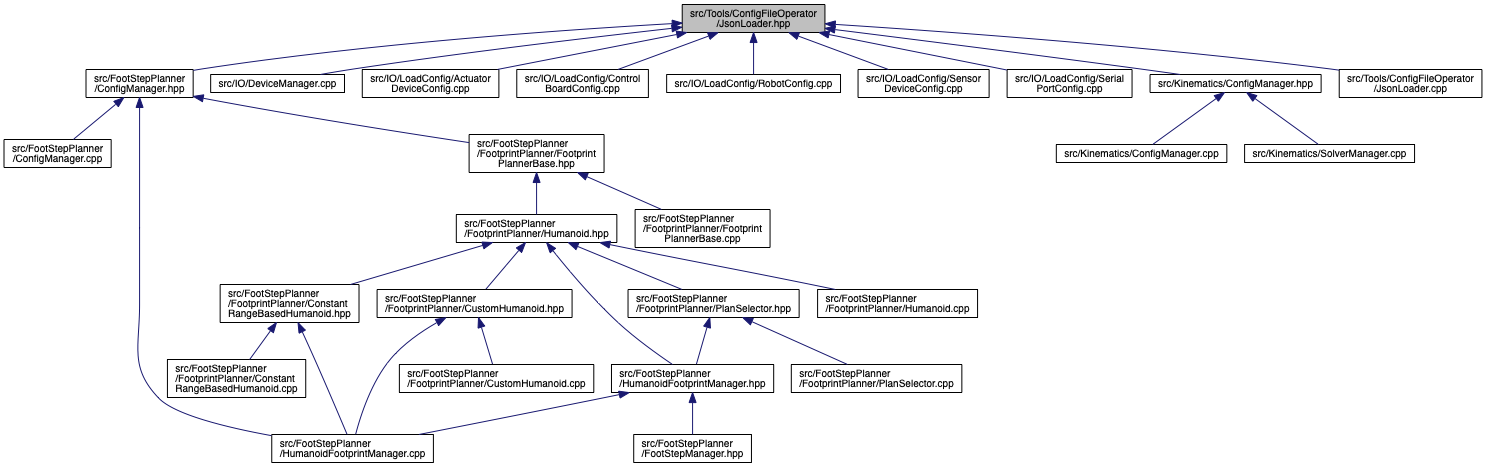 src/Tools/ConfigFileOperator
/JsonLoader.hpp
src/FootStepPlanner
/ConfigManager.hpp
src/IO/DeviceManager.cpp
src/IO/LoadConfig/Actuator
DeviceConfig.cpp
src/IO/LoadConfig/Control
BoardConfig.cpp
src/IO/LoadConfig/RobotConfig.cpp
src/IO/LoadConfig/Sensor
DeviceConfig.cpp
src/IO/LoadConfig/Serial
PortConfig.cpp
src/Kinematics/ConfigManager.hpp
src/Tools/ConfigFileOperator
/JsonLoader.cpp
src/FootStepPlanner
/ConfigManager.cpp
src/FootStepPlanner
/FootprintPlanner/Footprint
PlannerBase.hpp
src/Kinematics/ConfigManager.cpp
src/Kinematics/SolverManager.cpp
src/FootStepPlanner
/FootprintPlanner/Humanoid.hpp
src/FootStepPlanner
/FootprintPlanner/Footprint
PlannerBase.cpp
src/FootStepPlanner
/FootprintPlanner/Constant
RangeBasedHumanoid.hpp
src/FootStepPlanner
/FootprintPlanner/CustomHumanoid.hpp
src/FootStepPlanner
/FootprintPlanner/PlanSelector.hpp
src/FootStepPlanner
/FootprintPlanner/Humanoid.cpp
src/FootStepPlanner
/FootprintPlanner/Constant
RangeBasedHumanoid.cpp
src/FootStepPlanner
/FootprintPlanner/CustomHumanoid.cpp
src/FootStepPlanner
/HumanoidFootprintManager.hpp
src/FootStepPlanner
/FootprintPlanner/PlanSelector.cpp
src/FootStepPlanner
/HumanoidFootprintManager.cpp
src/FootStepPlanner
/FootStepManager.hpp